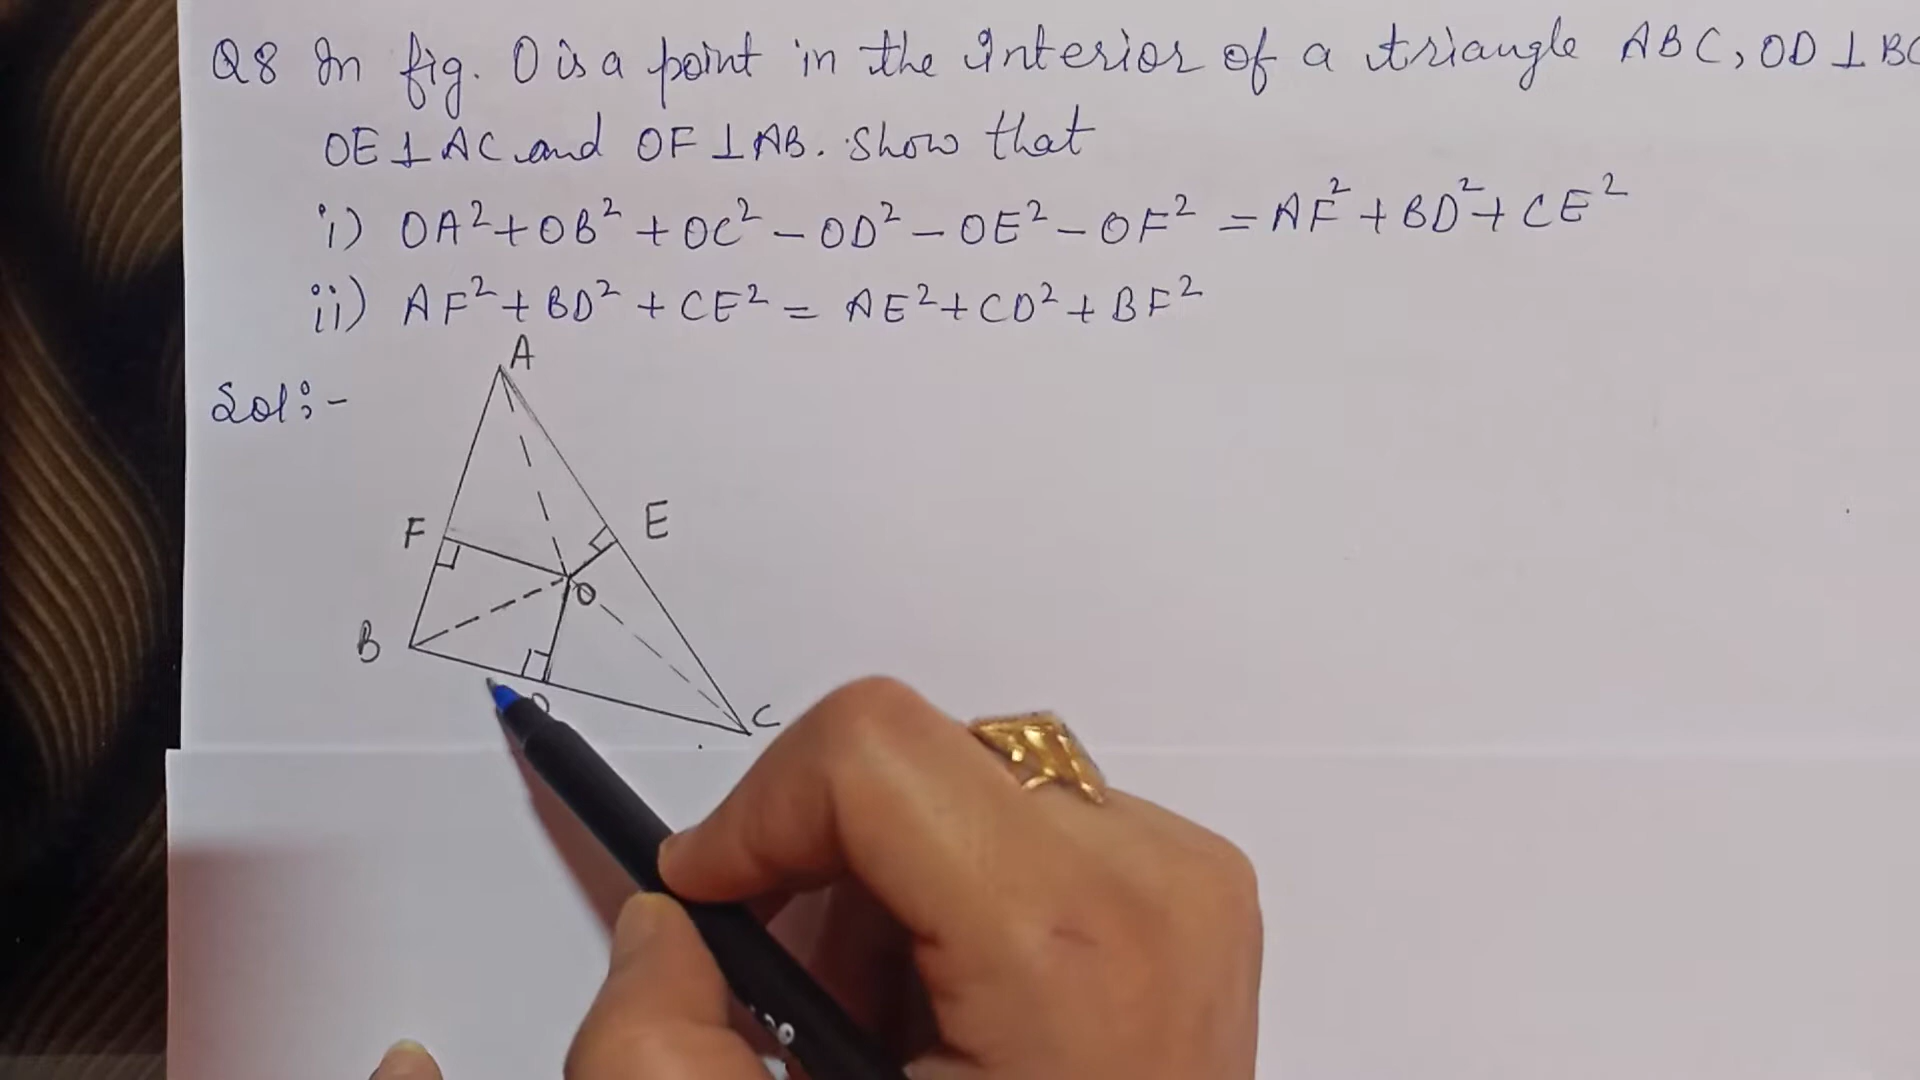 Q8 In fig. O is a point in the interior of a triangle ABC, OD ⊥ BC
OE ⊥ AC and OF ⊥ AB. Show that
i) OA² + OB² + OC² - OD² - OE² - OF² = AF² + BD² + CE²
ii) AF² + BD² + CE² = AE² + CD² + BF²
Sol:-
A
F
E
O
B
D
C